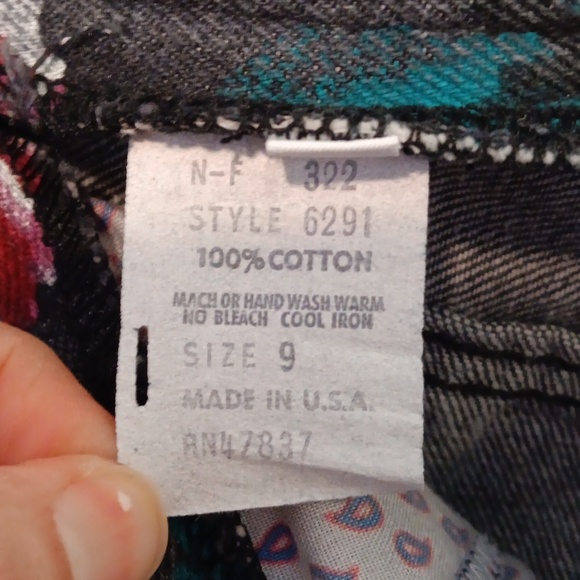 N-F 322
STYLE 6291
100% COTTON
MACH OR HAND WASH WARM
NO BLEACH COOL IRON
SIZE 9
MADE IN U.S.A.
RN47837